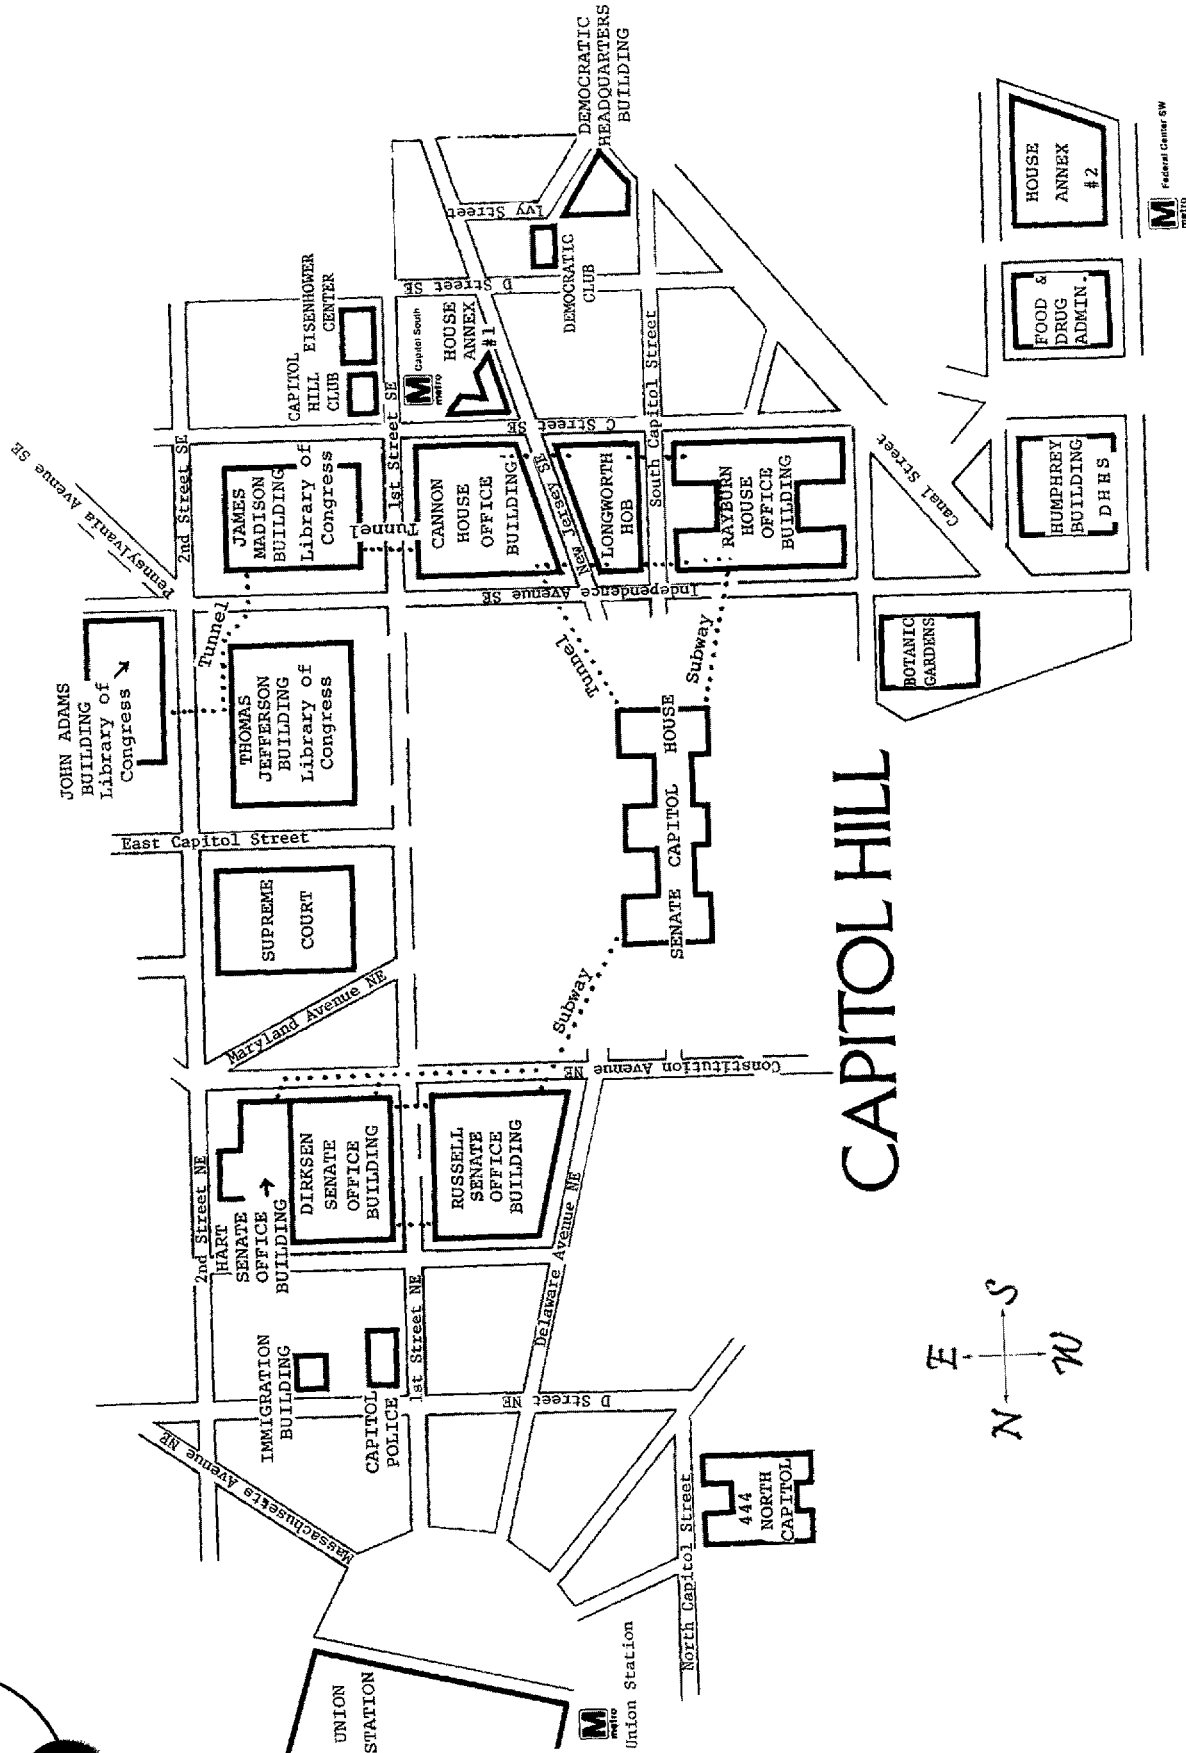 CAPITOL HILL
UNION
STATION
M
metro
Union Station
Massachusetts Avenue NE
IMMIGRATION
BUILDING
CAPITOL
POLICE
D Street NE
1st Street NE
Delaware Avenue NE
North Capitol Street
444
NORTH
CAPITOL
2nd Street NE
HART
SENATE
OFFICE
BUILDING
DIRKSEN
SENATE
OFFICE
BUILDING
RUSSELL
SENATE
OFFICE
BUILDING
Constitution Avenue NE
Maryland Avenue NE
Subway
SUPREME
COURT
East Capitol Street
SENATE CAPITOL HOUSE
JOHN ADAMS
BUILDING
Library of
Congress
THOMAS
JEFFERSON
BUILDING
Library of
Congress
Tunnel
Tunnel
Subway
Independence Avenue SE
Pennsylvania Avenue SE
2nd Street SE
JAMES
MADISON
BUILDING
Library of
Congress
Tunnel
1st Street SE
CANNON
HOUSE
OFFICE
BUILDING
New Jersey SE
LONGWORTH
HOB
South Capitol Street
RAYBURN
HOUSE
OFFICE
BUILDING
C Street SE
BOTANIC
GARDENS
Canal Street
HUMPHREY
BUILDING
DHHS
CAPITOL
HILL
CLUB
EISENHOWER
CENTER
M
metro
Capitol South
HOUSE
ANNEX
#1
D Street SE
Ivy Street
DEMOCRATIC
CLUB
DEMOCRATIC
HEADQUARTERS
BUILDING
FOOD &
DRUG
ADMIN.
HOUSE
ANNEX
#2
M
metro
Federal Center SW
N
E
S
W